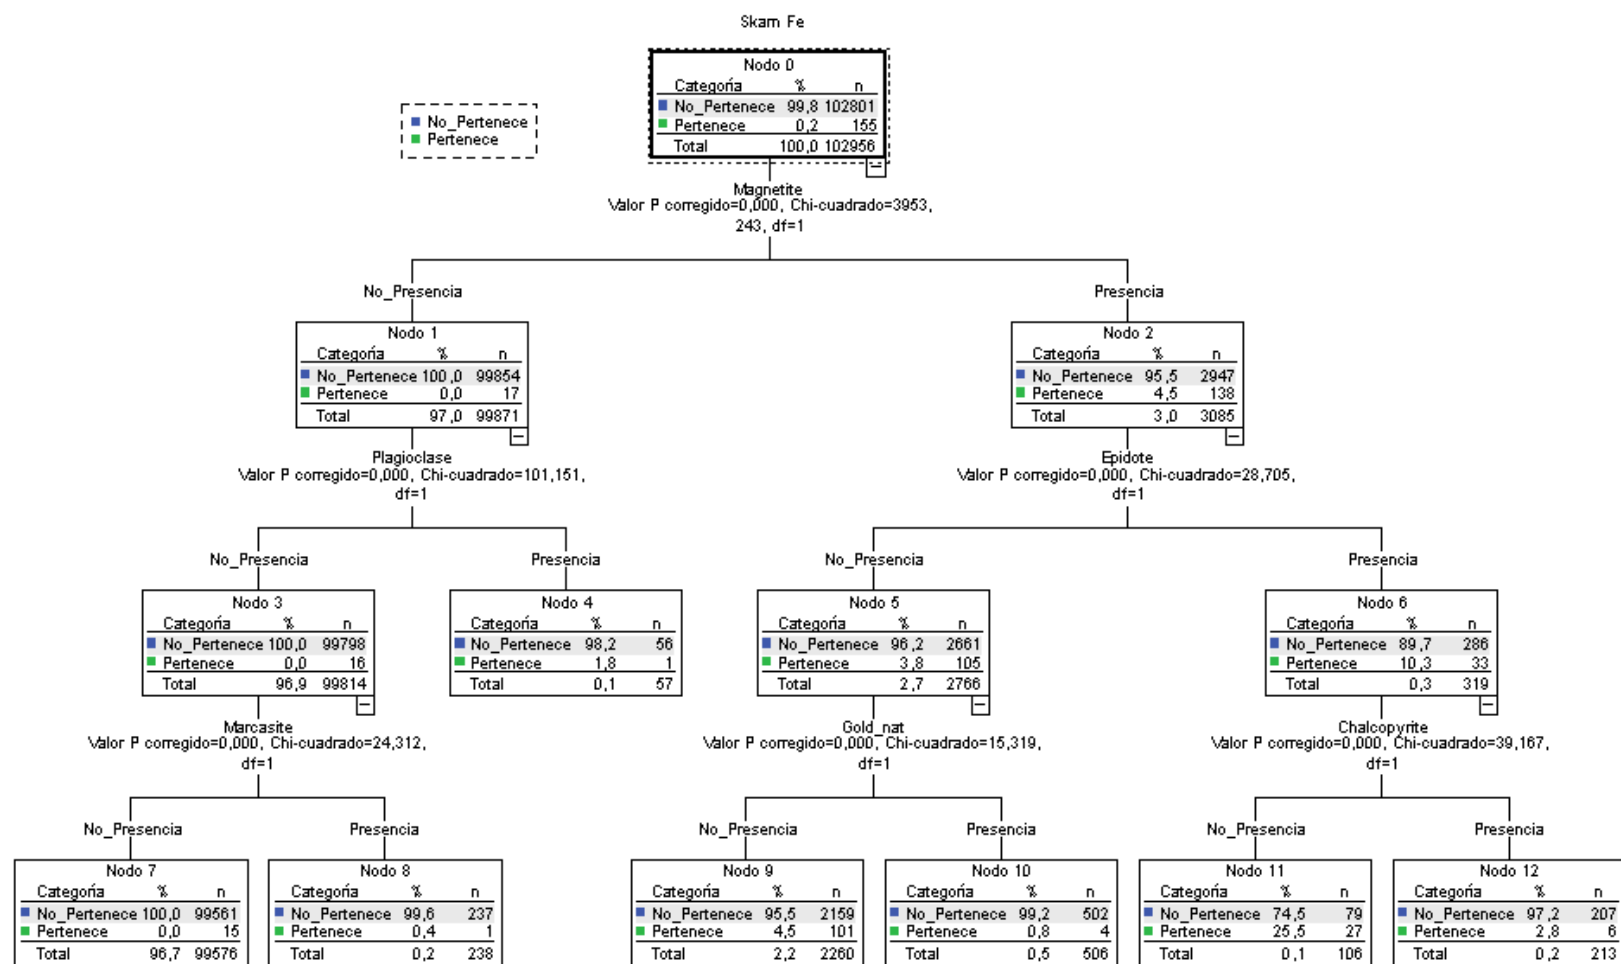 Skarn Fe
No_Pertenece
Pertenece
Nodo 0
Categoría % n
No_Pertenece 99,8 102801
Pertenece 0,2 155
Total 100,0 102956
Magnetite
Valor P corregido=0,000, Chi-cuadrado=3953,
243, df=1
No_Presencia
Presencia
Nodo 1
Categoría % n
No_Pertenece 100,0 99854
Pertenece 0,0 17
Total 97,0 99871
Nodo 2
Categoría % n
No_Pertenece 95,5 2947
Pertenece 4,5 138
Total 3,0 3085
Plagioclase
Valor P corregido=0,000, Chi-cuadrado=101,151,
df=1
Epidote
Valor P corregido=0,000, Chi-cuadrado=28,705,
df=1
No_Presencia
Presencia
No_Presencia
Presencia
Nodo 3
Categoría % n
No_Pertenece 100,0 99798
Pertenece 0,0 16
Total 96,9 99814
Nodo 4
Categoría % n
No_Pertenece 98,2 56
Pertenece 1,8 1
Total 0,1 57
Nodo 5
Categoría % n
No_Pertenece 96,2 2661
Pertenece 3,8 105
Total 2,7 2766
Nodo 6
Categoría % n
No_Pertenece 89,7 286
Pertenece 10,3 33
Total 0,3 319
Marcasite
Valor P corregido=0,000, Chi-cuadrado=24,312,
df=1
Gold_nat
Valor P corregido=0,000, Chi-cuadrado=15,319,
df=1
Chalcopyrite
Valor P corregido=0,000, Chi-cuadrado=39,167,
df=1
No_Presencia
Presencia
No_Presencia
Presencia
No_Presencia
Presencia
Nodo 7
Categoría % n
No_Pertenece 100,0 99561
Pertenece 0,0 15
Total 96,7 99576
Nodo 8
Categoría % n
No_Pertenece 99,6 237
Pertenece 0,4 1
Total 0,2 238
Nodo 9
Categoría % n
No_Pertenece 95,5 2159
Pertenece 4,5 101
Total 2,2 2260
Nodo 10
Categoría % n
No_Pertenece 99,2 502
Pertenece 0,8 4
Total 0,5 506
Nodo 11
Categoría % n
No_Pertenece 74,5 79
Pertenece 25,5 27
Total 0,1 106
Nodo 12
Categoría % n
No_Pertenece 97,2 207
Pertenece 2,8 6
Total 0,2 213